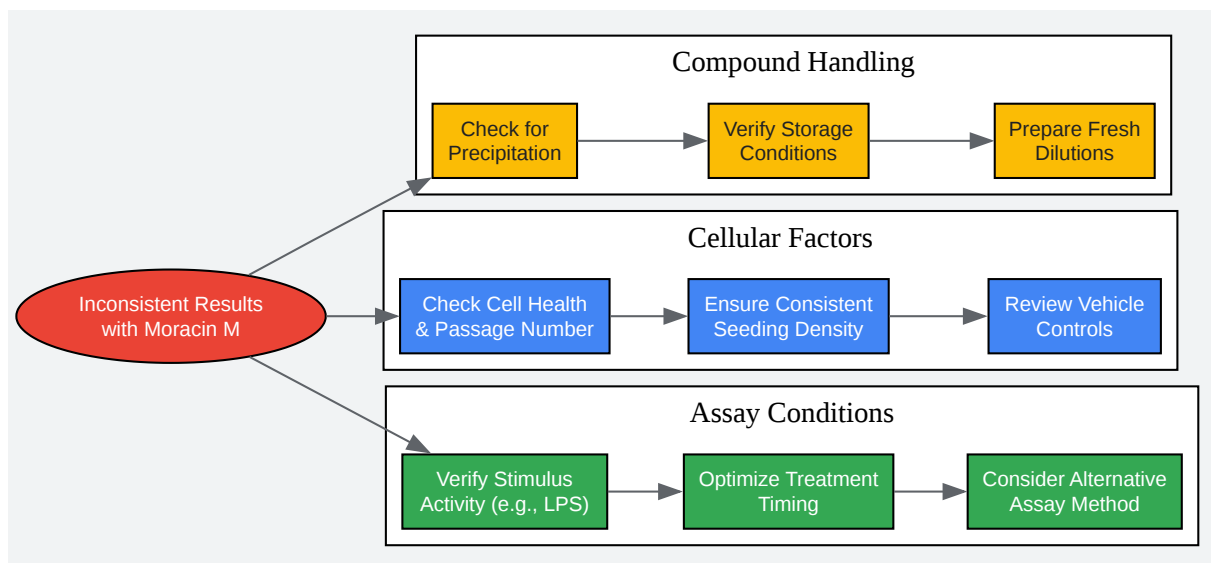 Inconsistent Results
with Moracin M
Compound Handling
Check for
Precipitation
Verify Storage
Conditions
Prepare Fresh
Dilutions
Cellular Factors
Check Cell Health
& Passage Number
Ensure Consistent
Seeding Density
Review Vehicle
Controls
Assay Conditions
Verify Stimulus
Activity (e.g., LPS)
Optimize Treatment
Timing
Consider Alternative
Assay Method